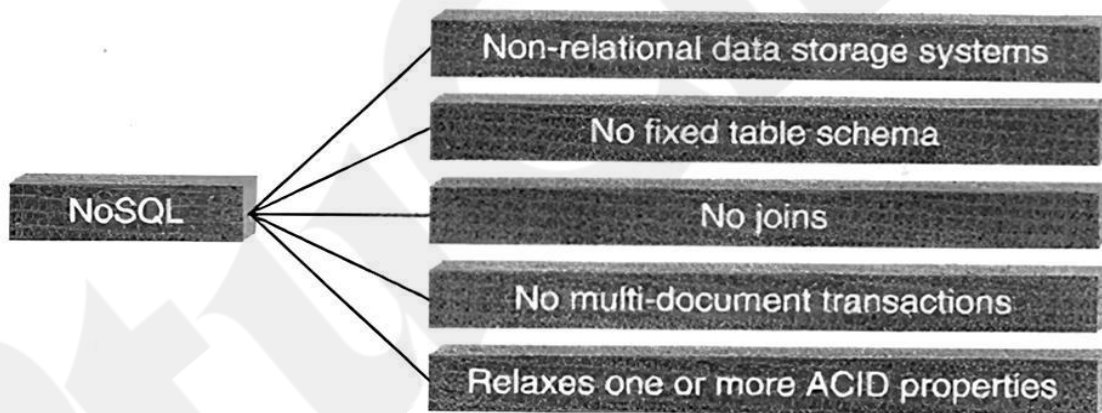 Non-relational data storage systems
No fixed table schema
NoSQL
No joins
No multi-document transactions
Relaxes one or more ACID properties